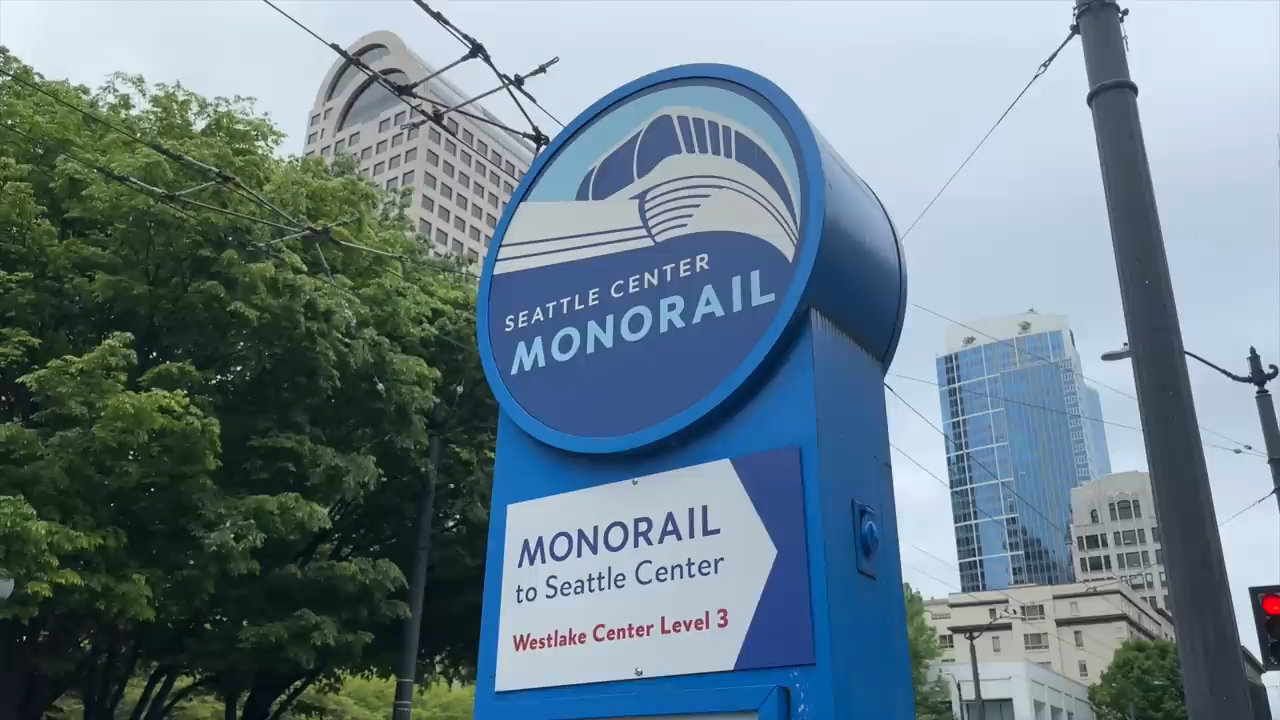 SEATTLE CENTER
MONORAIL
MONORAIL
to Seattle Center
Westlake Center Level 3